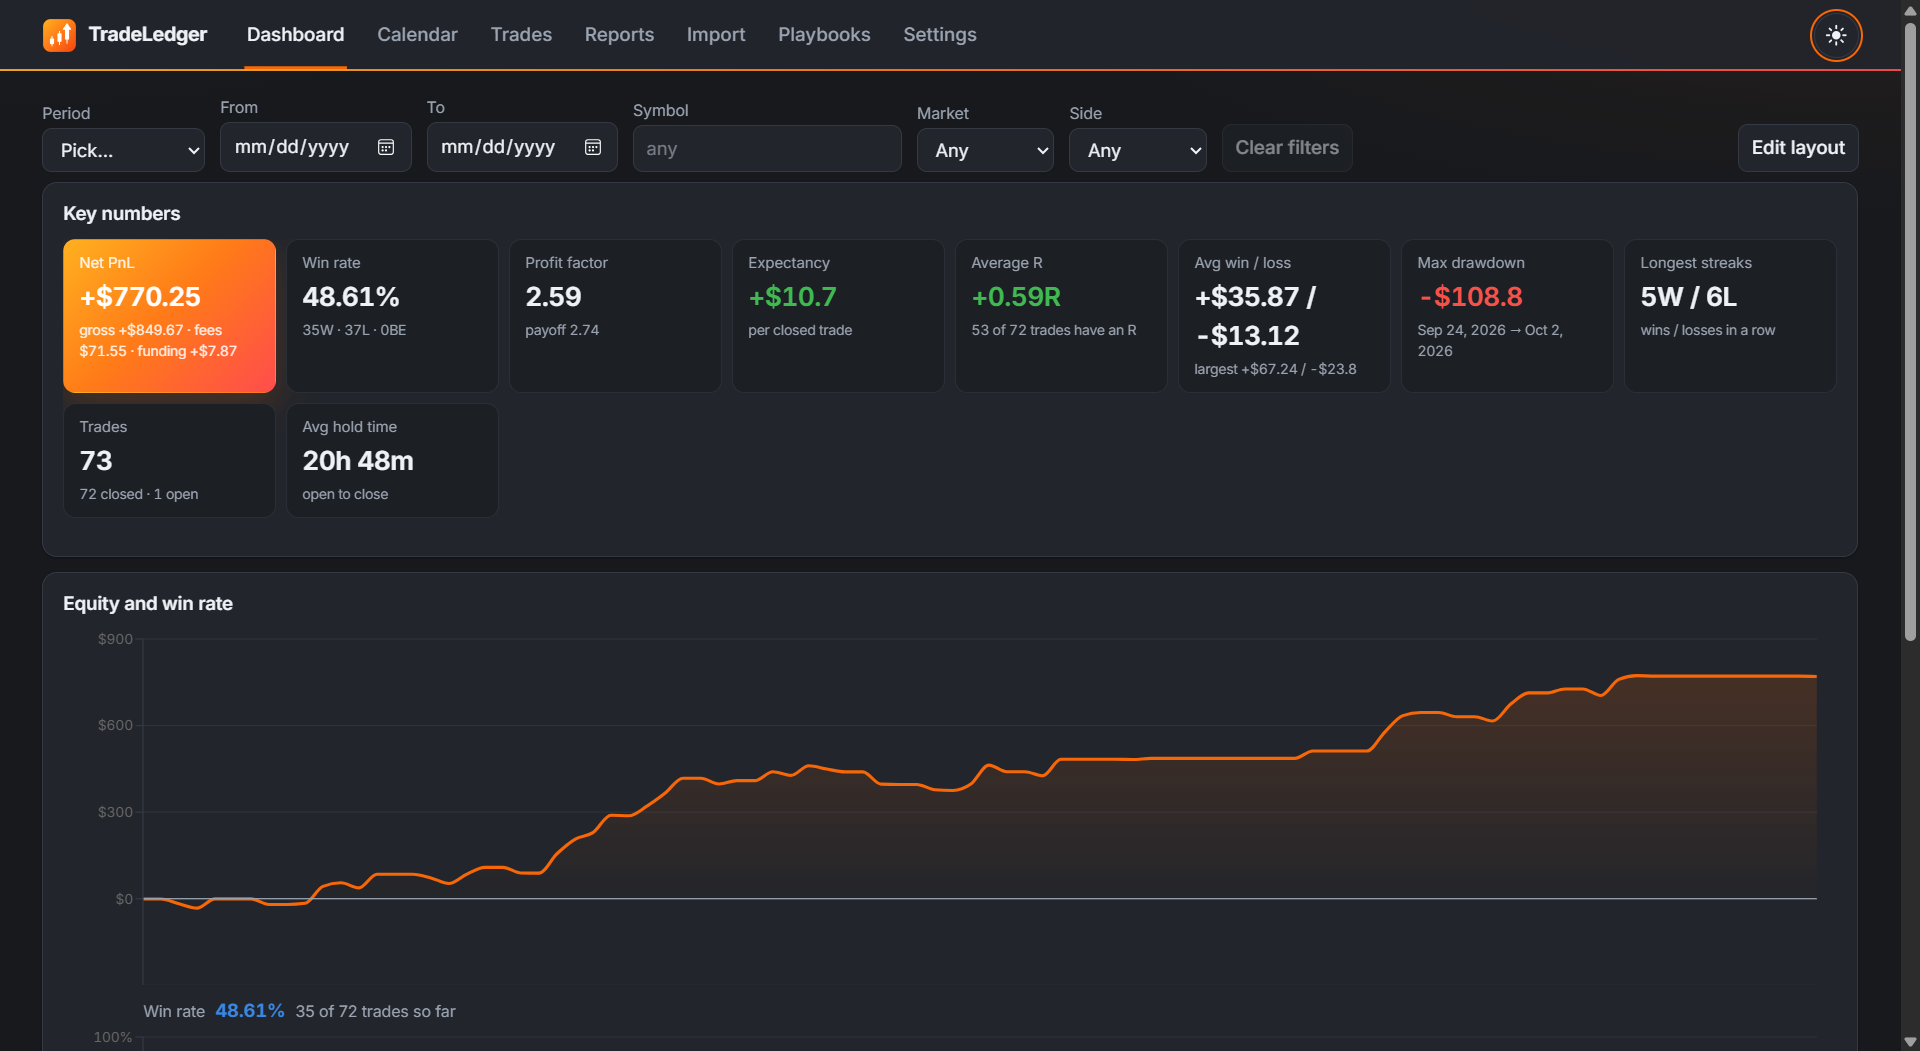 TradeLedger
Dashboard
Calendar
Trades
Reports
Import
Playbooks
Settings
Period
From
To
Symbol
Market
Side
Pick...
mm/dd/yyyy
mm/dd/yyyy
any
Any
Any
Clear filters
Edit layout
Key numbers
Net PnL
+$770.25
gross +$849.67 · fees
$71.55 · funding +$7.87
Win rate
48.61%
35W · 37L · 0BE
Profit factor
2.59
payoff 2.74
Expectancy
+$10.7
per closed trade
Average R
+0.59R
53 of 72 trades have an R
Avg win / loss
+$35.87 /
-$13.12
largest +$67.24 / -$23.8
Max drawdown
-$108.8
Sep 24, 2026 → Oct 2,
2026
Longest streaks
5W / 6L
wins / losses in a row
Trades
73
72 closed · 1 open
Avg hold time
20h 48m
open to close
Equity and win rate
$900
$600
$300
$0
Win rate 48.61% 35 of 72 trades so far
100%